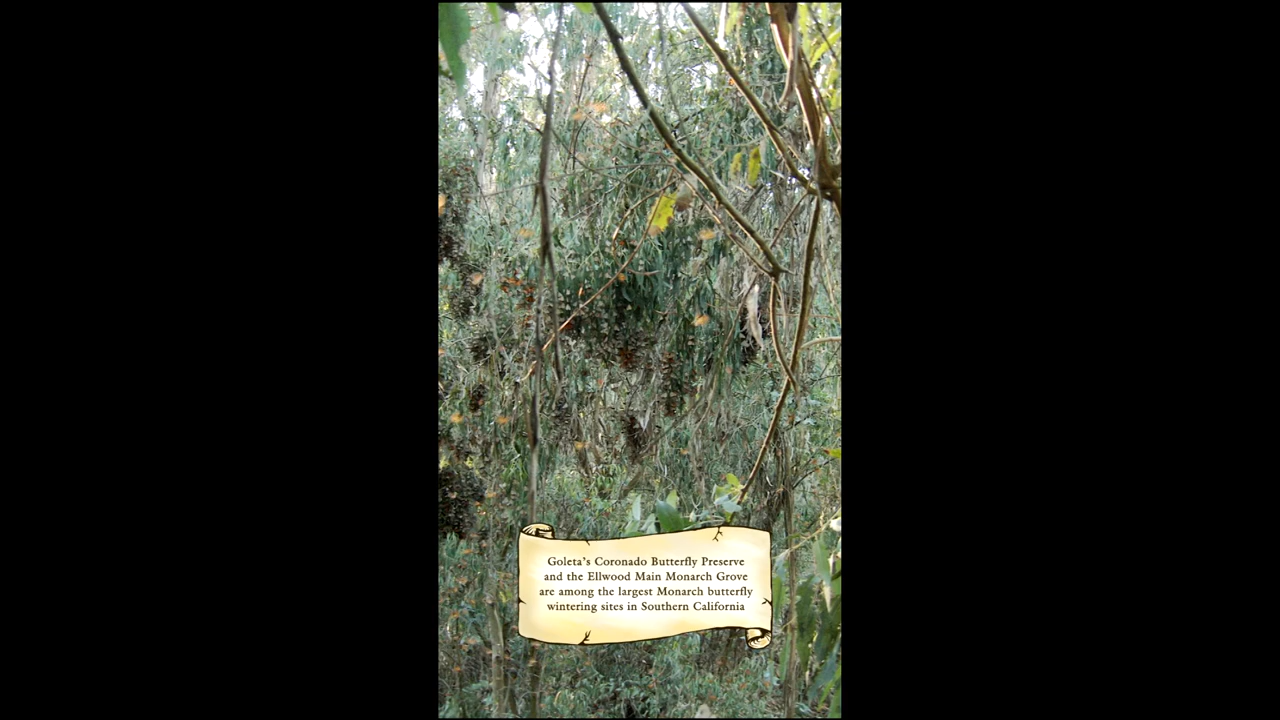 Goleta's Coronado Butterfly Preserve
and the Ellwood Main Monarch Grove
are among the largest Monarch butterfly
wintering sites in Southern California